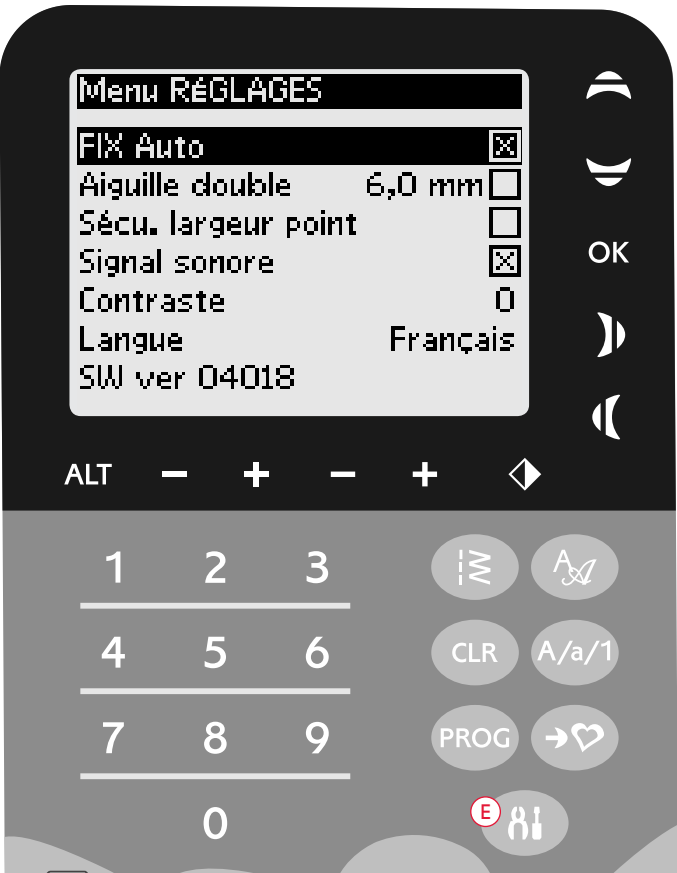 Menu RéGLAGES
FIX Auto
Aiguille double 6,0 mm
Sécu. largeur point
Signal sonore
Contraste 0
Langue Français
SW ver 04018
OK
ALT − + − +
1 2 3
4 5 6 CLR A/a/1
7 8 9 PROG
0 E